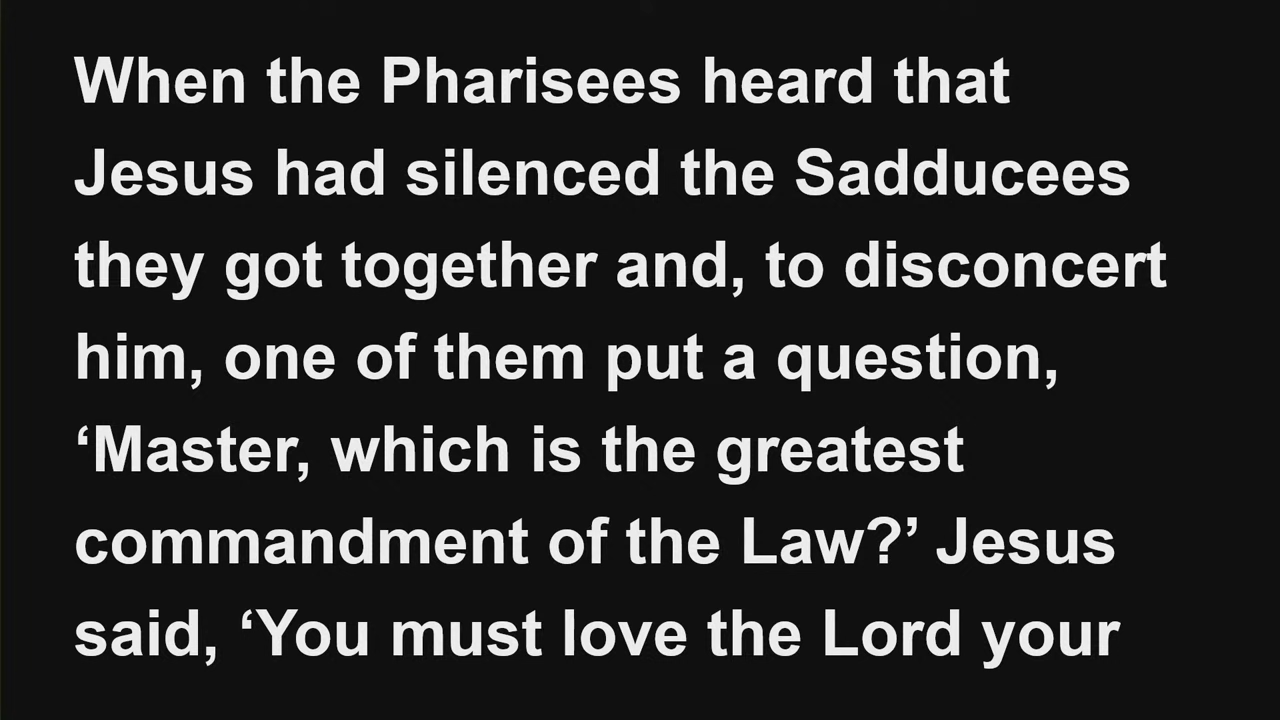 When the Pharisees heard that
Jesus had silenced the Sadducees
they got together and, to disconcert
him, one of them put a question,
‘Master, which is the greatest
commandment of the Law?’ Jesus
said, ‘You must love the Lord your